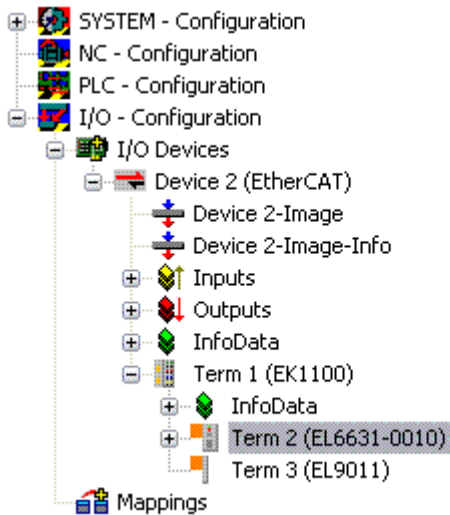 SYSTEM - Configuration
NC - Configuration
PLC - Configuration
I/O - Configuration
I/O Devices
Device 2 (EtherCAT)
Device 2-Image
Device 2-Image-Info
Inputs
Outputs
InfoData
Term 1 (EK1100)
InfoData
Term 2 (EL6631-0010)
Term 3 (EL9011)
Mappings